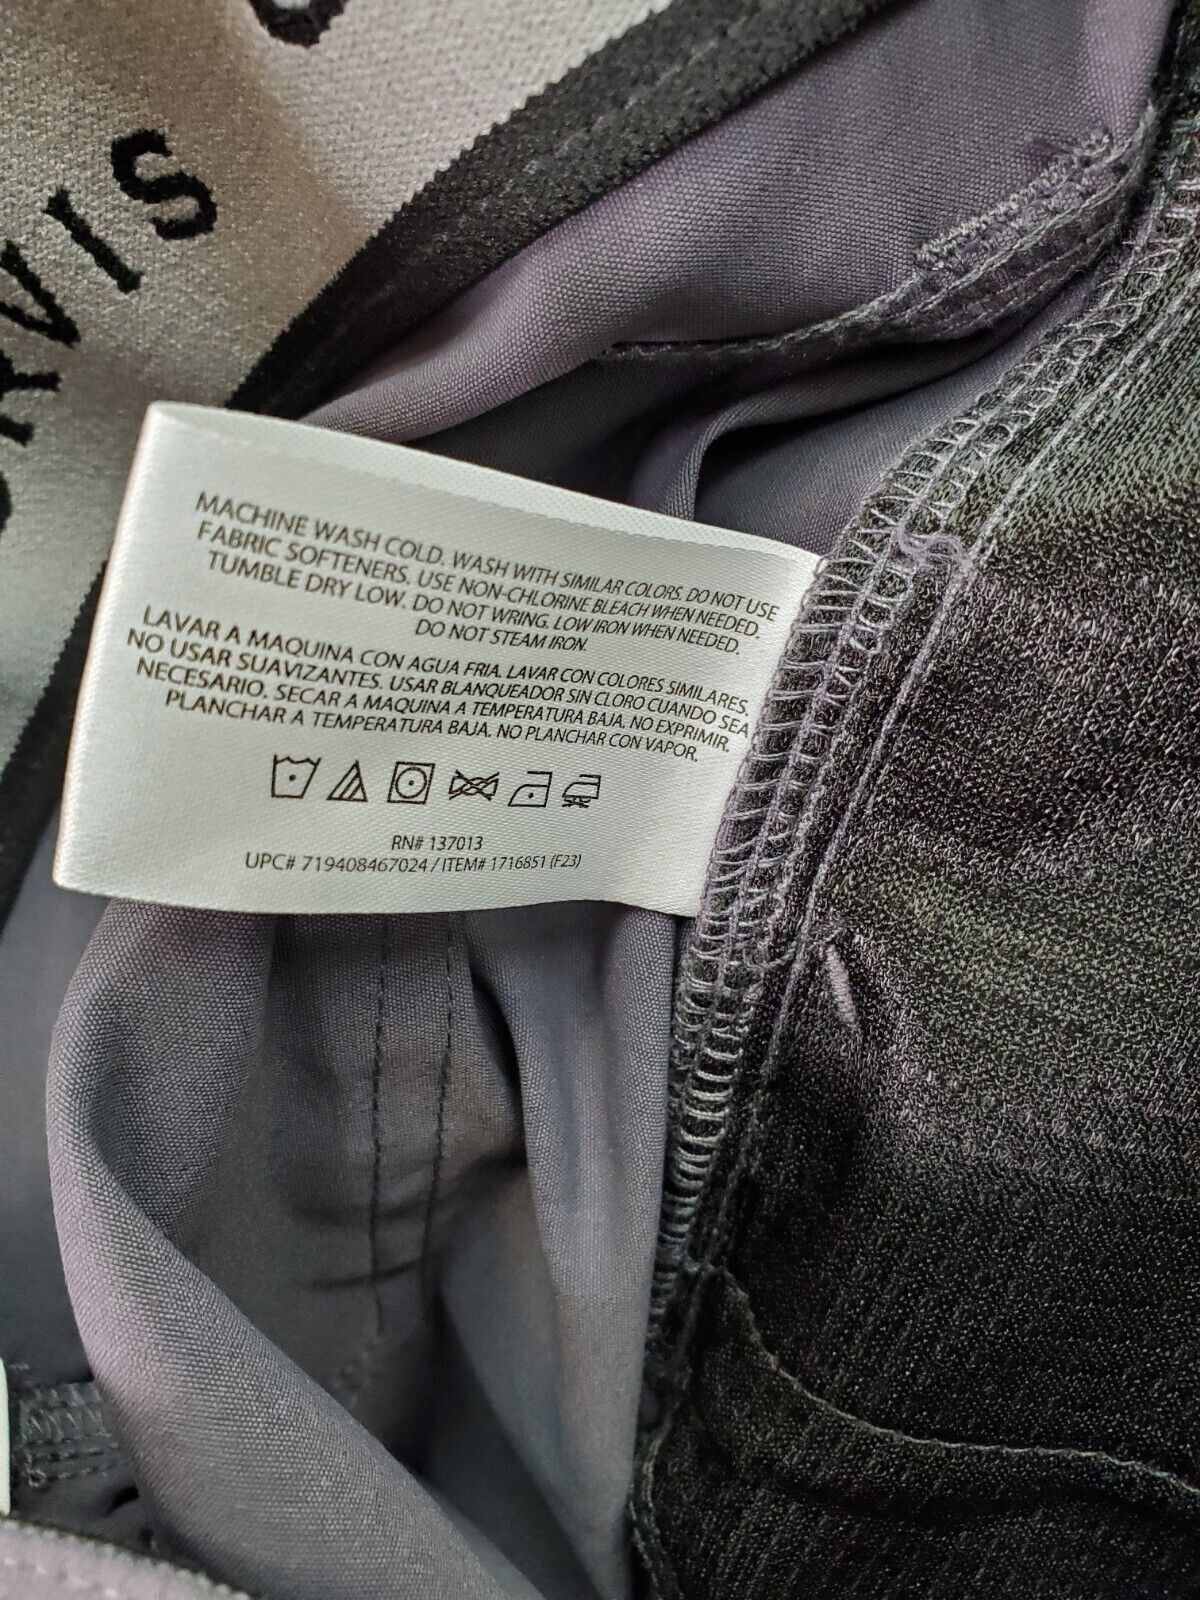 RVIS
MACHINE WASH COLD. WASH WITH SIMILAR COLORS. DO NOT USE
FABRIC SOFTENERS. USE NON-CHLORINE BLEACH WHEN NEEDED.
TUMBLE DRY LOW. DO NOT WRING. LOW IRON WHEN NEEDED.
DO NOT STEAM IRON.
LAVAR A MAQUINA CON AGUA FRIA. LAVAR CON COLORES SIMILARES
NO USAR SUAVIZANTES. USAR BLANQUEADOR SIN CLORO CUANDO SEA
NECESARIO. SECAR A MAQUINA A TEMPERATURA BAJA. NO EXPRIMIR.
PLANCHAR A TEMPERATURA BAJA. NO PLANCHAR CON VAPOR.
RN# 137013
UPC# 719408467024 / ITEM# 1716851 (F23)